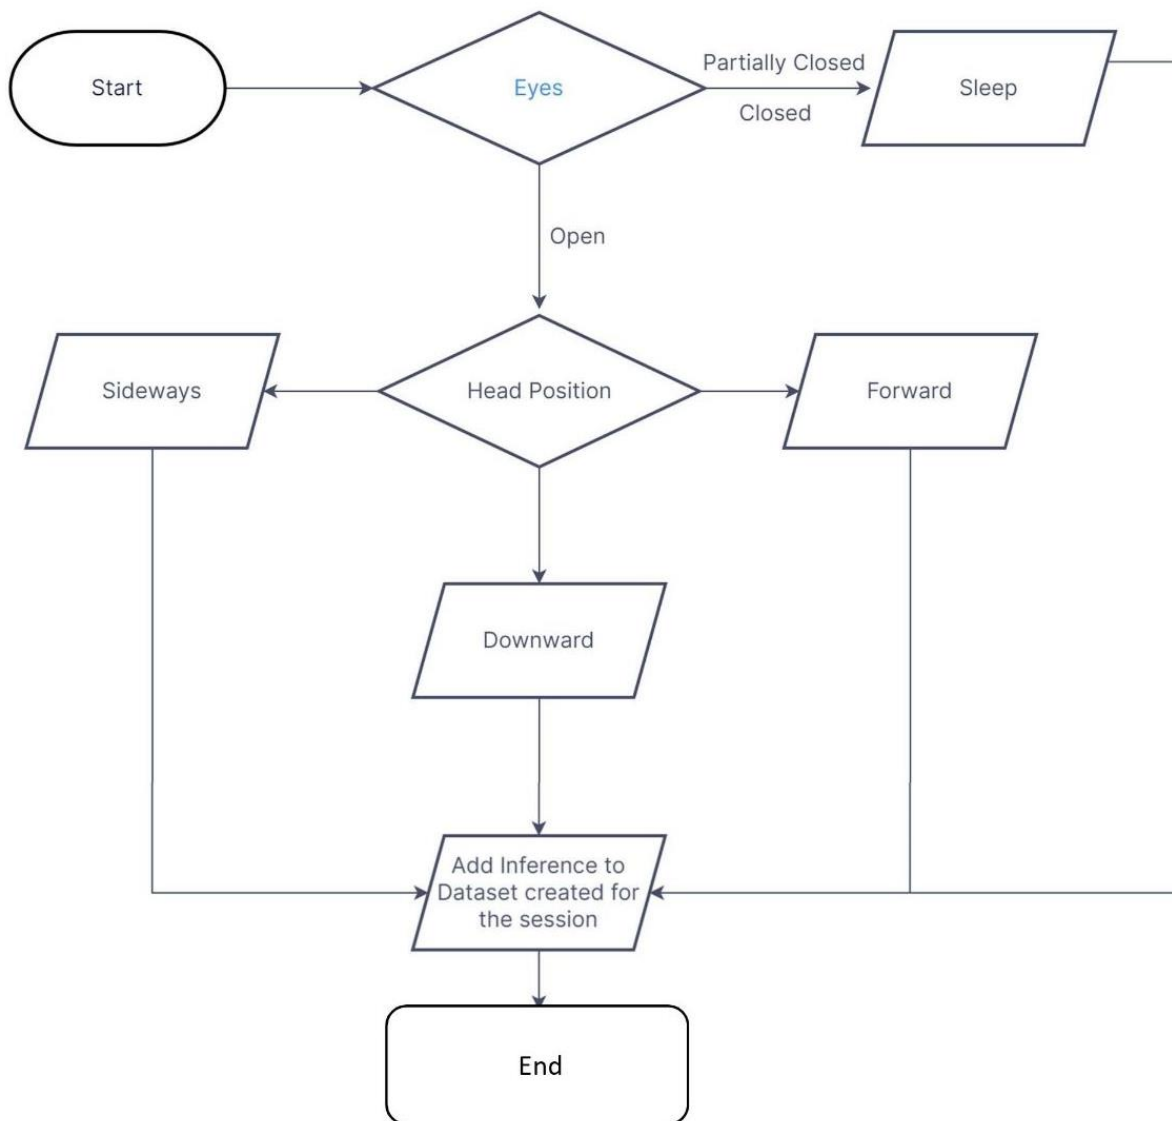 Start
Eyes
Partially Closed
Closed
Sleep
Open
Sideways
Head Position
Forward
Downward
Add Inference to
Dataset created for
the session
End